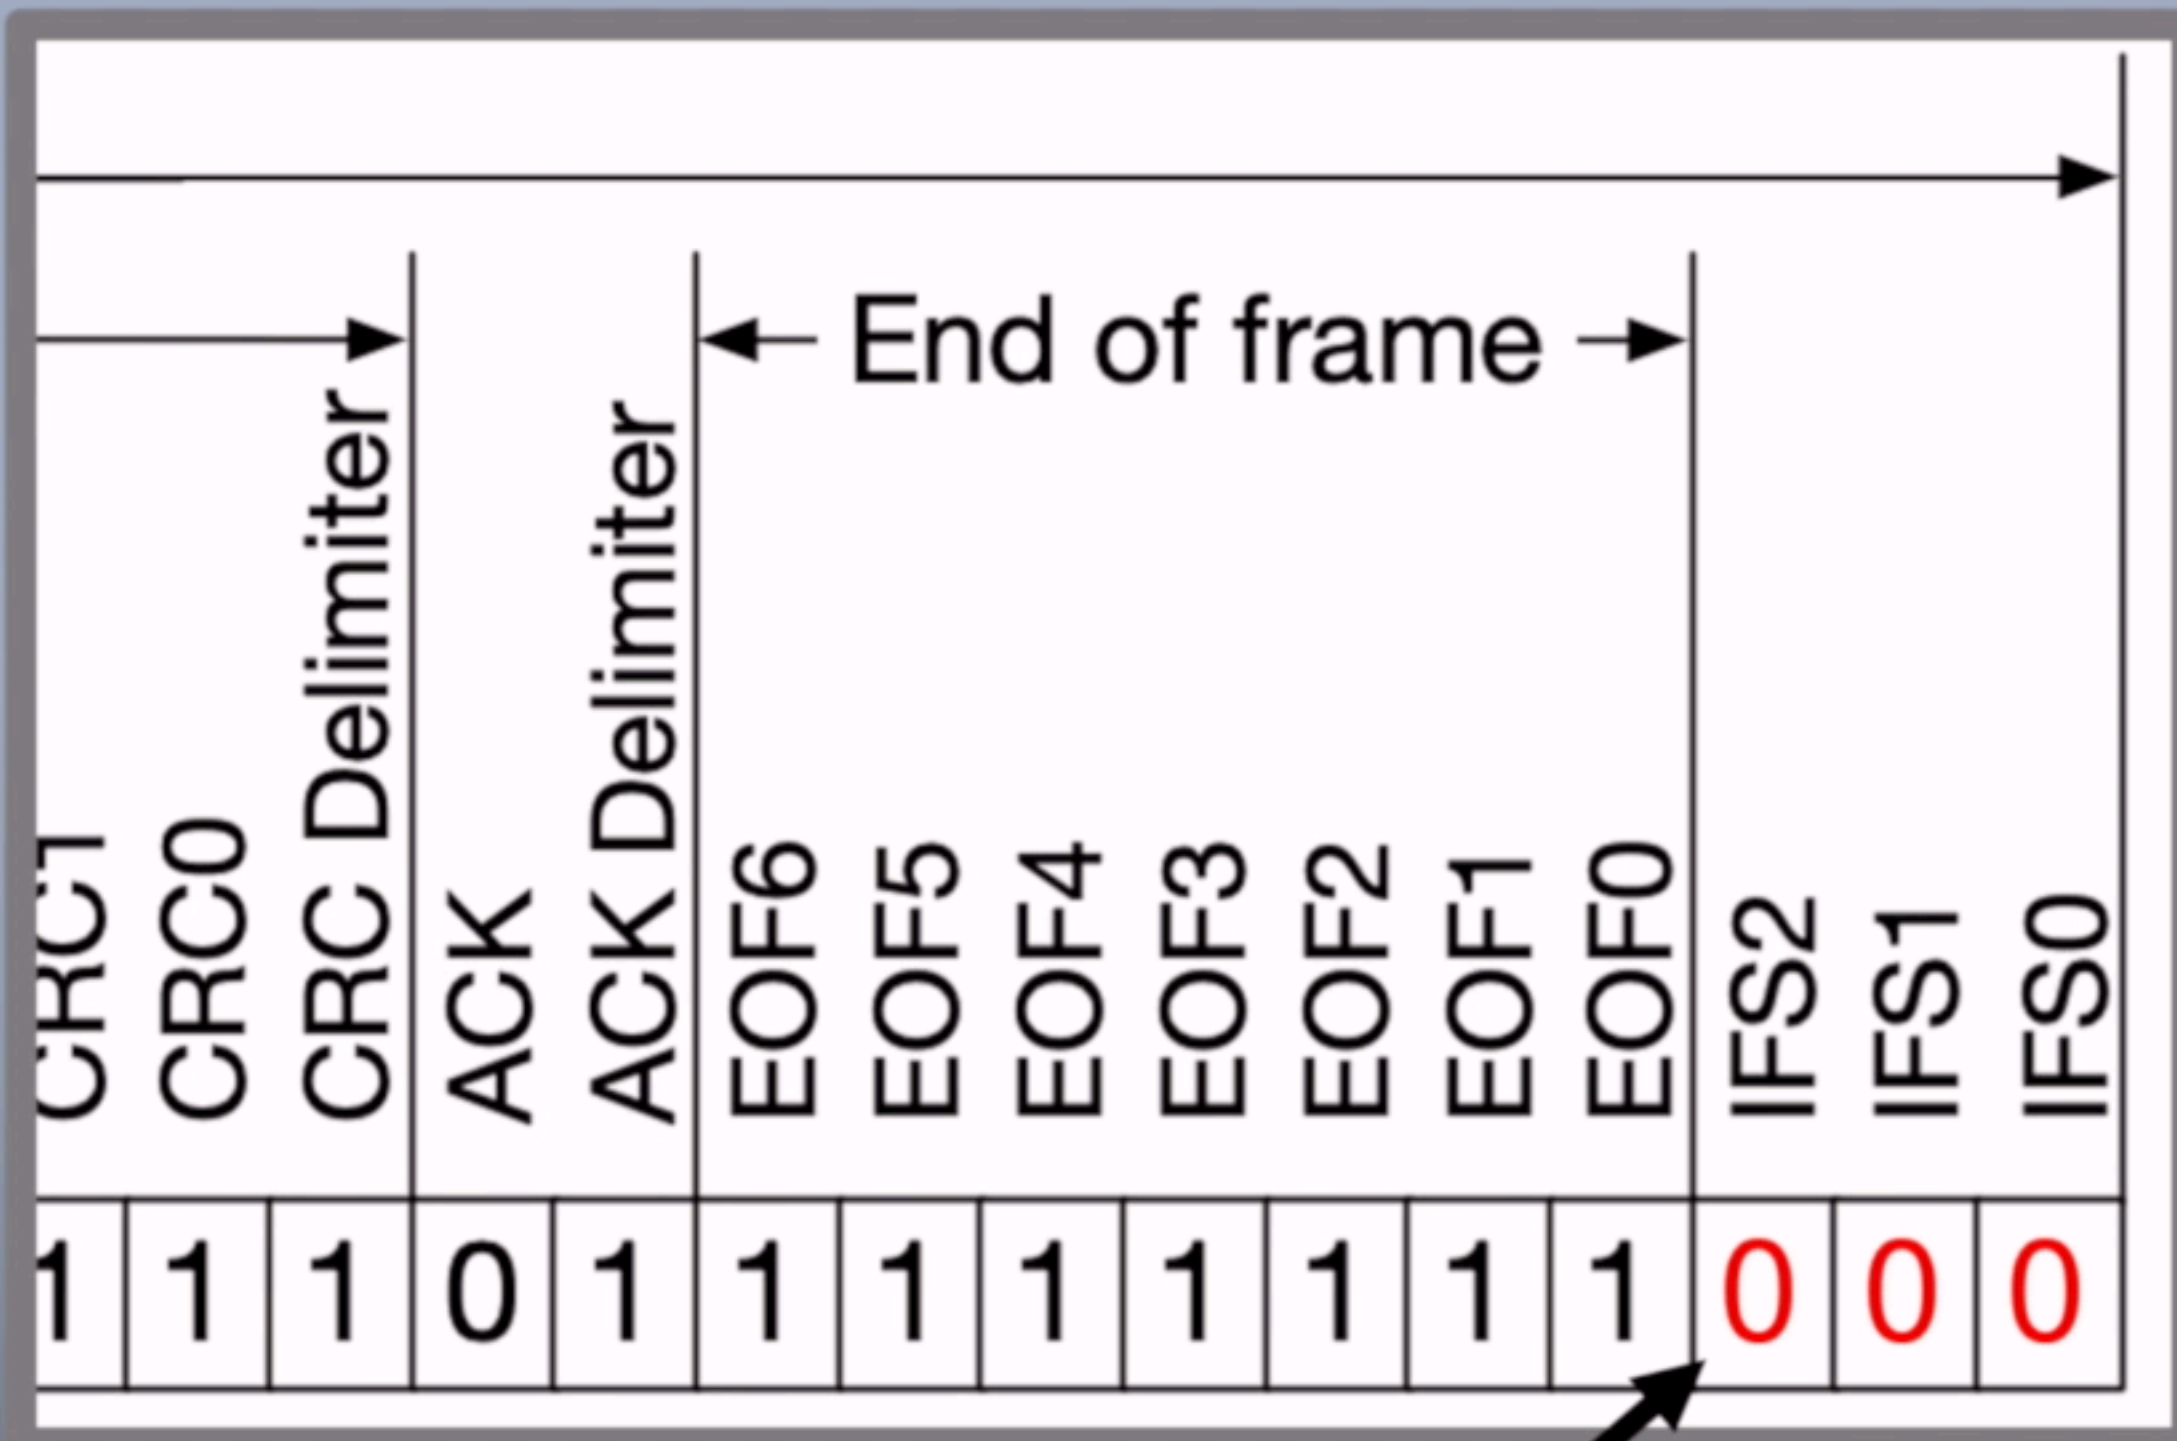 End of frame
CRC1
CRC0
CRC Delimiter
ACK
ACK Delimiter
EOF6
EOF5
EOF4
EOF3
EOF2
EOF1
EOF0
IFS2
IFS1
IFS0
1 1 1 0 1 1 1 1 1 1 1 1 0 0 0